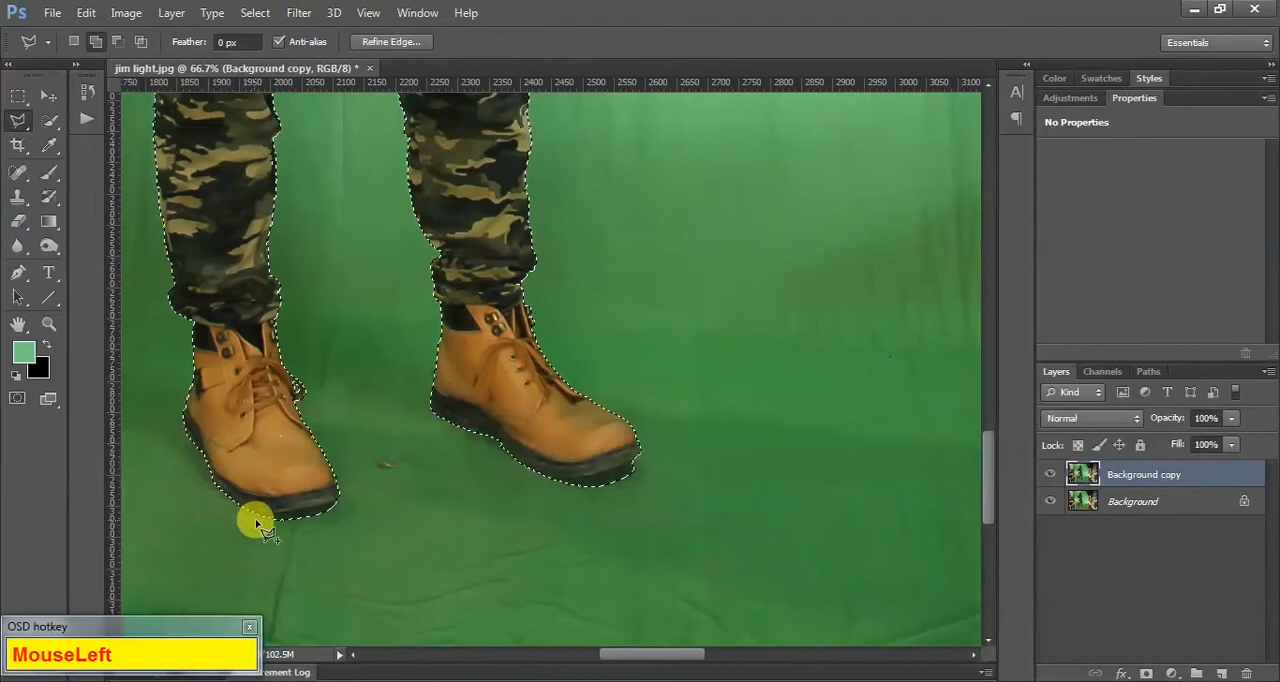 Ps File Edit Image Layer Type Select Filter 3D View Window Help
Feather: 0 px Anti-alias Refine Edge... Essentials
jim light.jpg @ 66.7% (Background copy, RGB/8) * ×
Color Swatches Styles
750 1800 1850 1900 1950 2000 2050 2100 2150 2200 2250 2300 2350 2400 2450 2500 2550 2600 2650 2700 2750 2800 2850 2900 2950 3000 3050 3100
Adjustments Properties
No Properties
Layers Channels Paths
Kind
Normal Opacity: 100%
Lock: Fill: 100%
Background copy
Background
OSD hotkey x
MouseLeft
/102.5M
ement Log